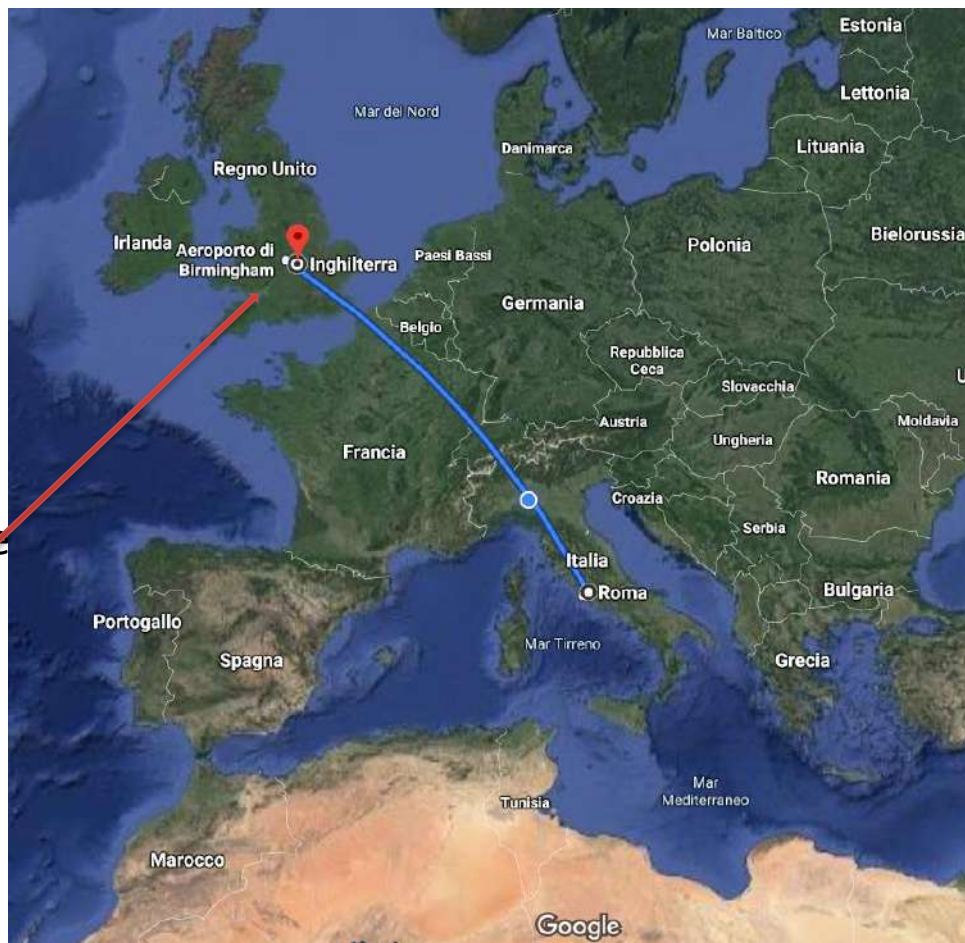 Estonia
Mar Baltico
Lettonia
Mar del Nord
Danimarca
Lituania
Regno Unito
Bielorussia
Irlanda
Aeroporto di
Birmingham
Inghilterra
Paesi Bassi
Polonia
Germania
Belgio
Repubblica
Ceca
Slovacchia
U
Moldavia
Austria
Ungheria
Francia
Romania
Croazia
Serbia
Italia
Bulgaria
Roma
Portogallo
Mar Tirreno
Spagna
Grecia
Mar
Mediterraneo
Tunisia
Marocco
Google